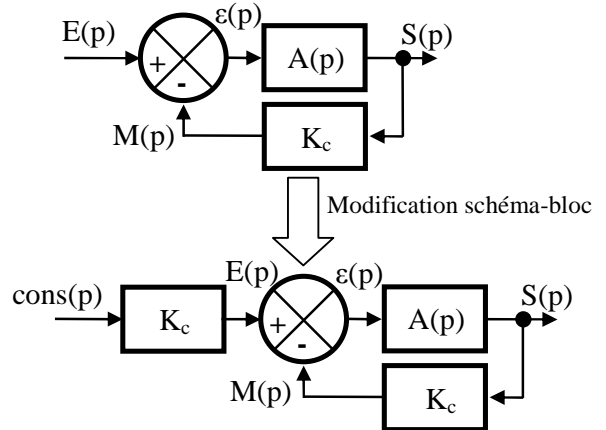 ε(p)
E(p)
S(p)
+
A(p)
-
M(p)
K_c
Modification schéma-bloc
E(p)
ε(p)
cons(p)
S(p)
K_c
+
A(p)
-
M(p)
K_c